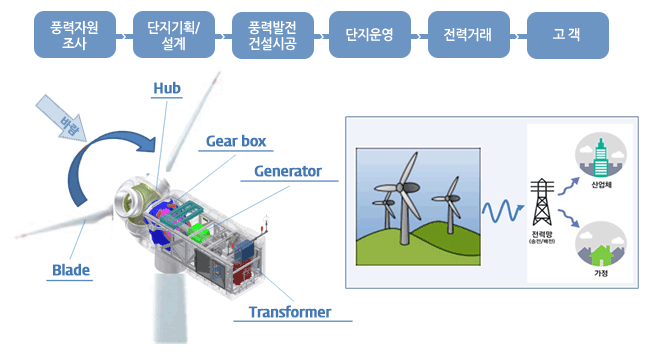 풍력자원
조사
단지기획/
설계
풍력발전
건설시공
단지운영
전력거래
고 객
Hub
바람
Gear box
Generator
Blade
Transformer
산업체
전력망
(송전/배전)
가정